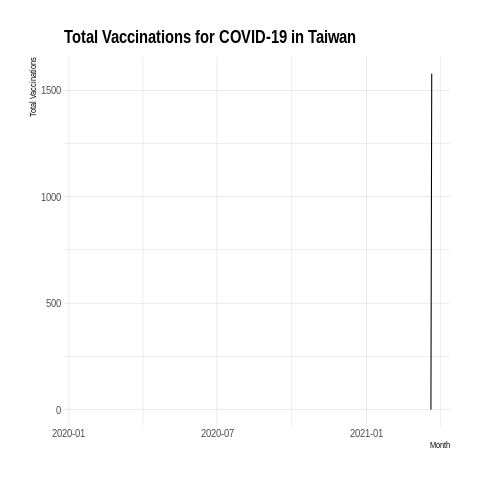 Total Vaccinations for COVID-19 in Taiwan
Total Vaccinations
1500
1000
500
0
2020-01 2020-07 2021-01
Month